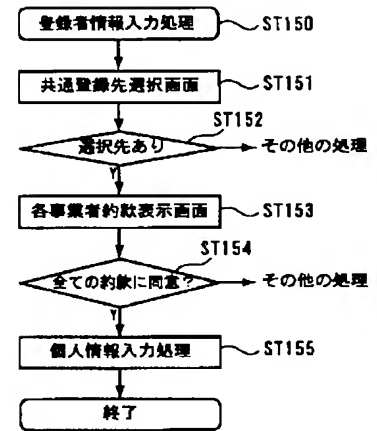 登録者情報入力処理 ST150
共通登録先選択画面 ST151
ST152
選択先あり その他の処理
Y
各事業者約款表示画面 ST153
ST154
全ての約款に同意？ その他の処理
Y
個人情報入力処理 ST155
終了